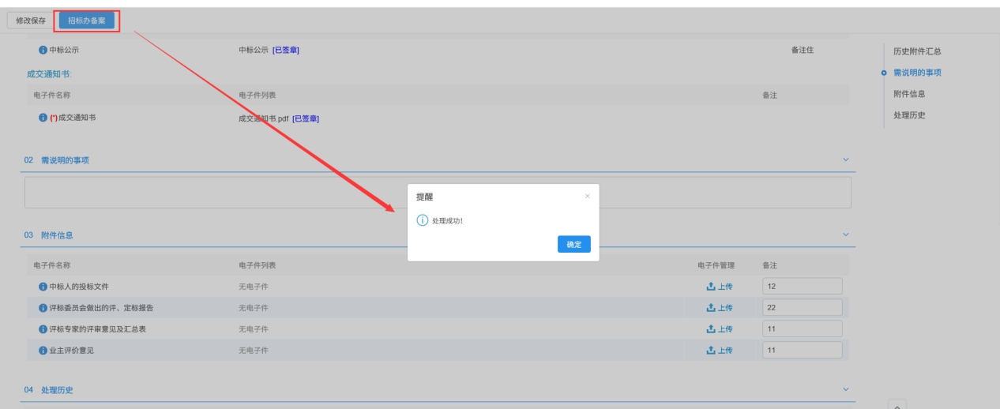 修改保存 招标办备案
中标公示 中标公示 [已签章] 备注住
历史附件汇总
成交通知书:
需说明的事项
电子件名称 电子件列表 备注
附件信息
(*)成交通知书 成交通知书.pdf [已签章]
处理历史
02 需说明的事项
提醒
处理成功!
确定
03 附件信息
电子件名称 电子件列表 电子件管理 备注
中标人的投标文件 无电子件 上传 12
评标委员会做出的评、定标报告 无电子件 上传 22
评标专家的评审意见及汇总表 无电子件 上传 11
业主评价意见 无电子件 上传 11
04 处理历史